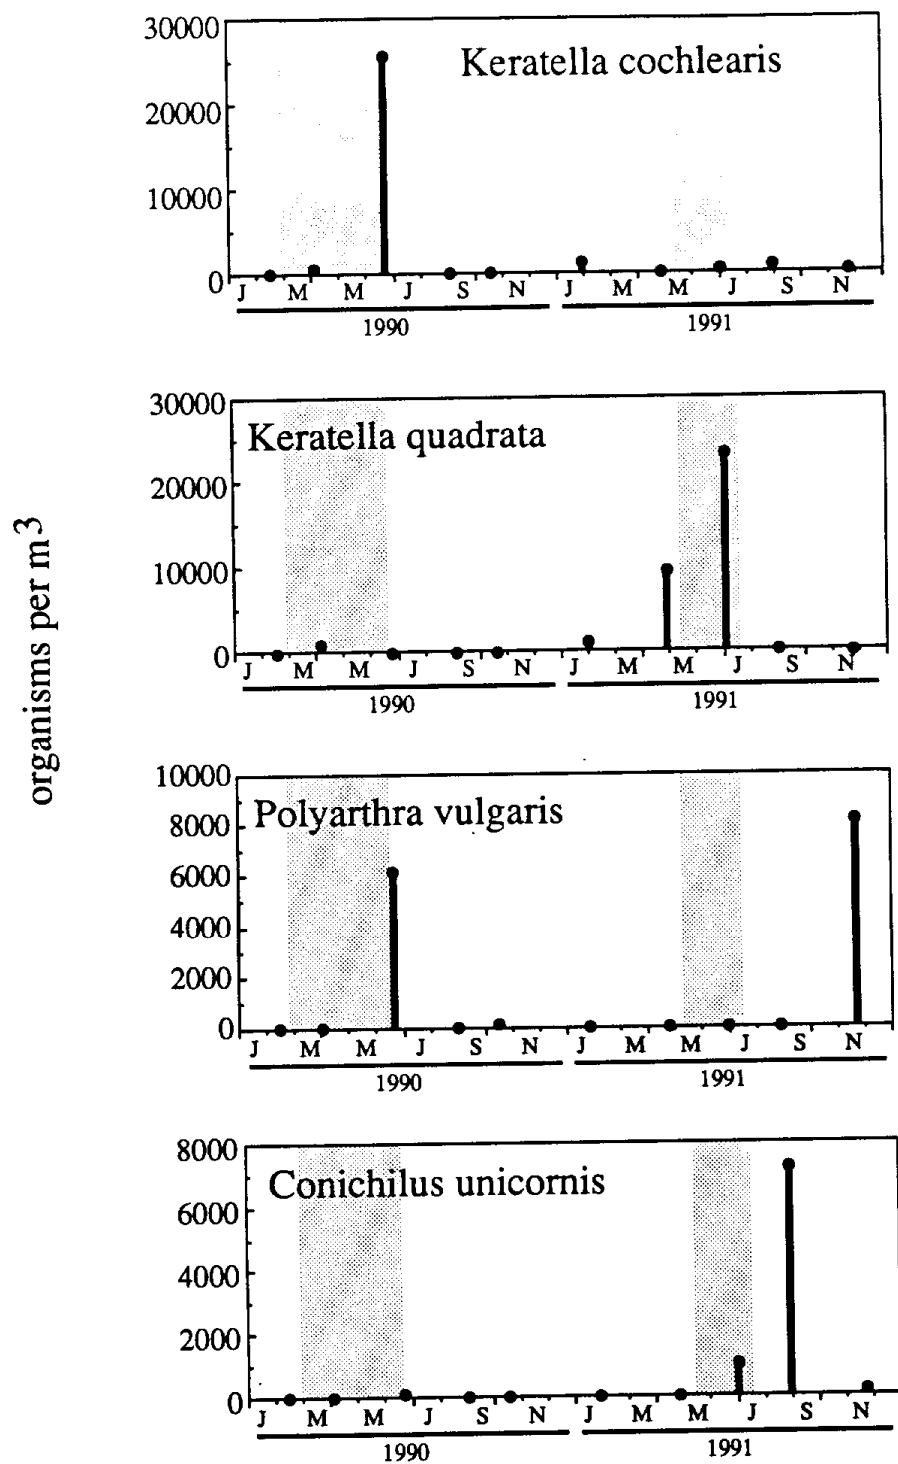 organisms per m3
30000
Keratella cochlearis
20000
10000
0
J M M J S N J M M J S N
1990 1991
30000
Keratella quadrata
20000
10000
0
J M M J S N J M M J S N
1990 1991
10000
Polyarthra vulgaris
8000
6000
4000
2000
0
J M M J S N J M M J S N
1990 1991
8000
Conichilus unicornis
6000
4000
2000
0
J M M J S N J M M J S N
1990 1991